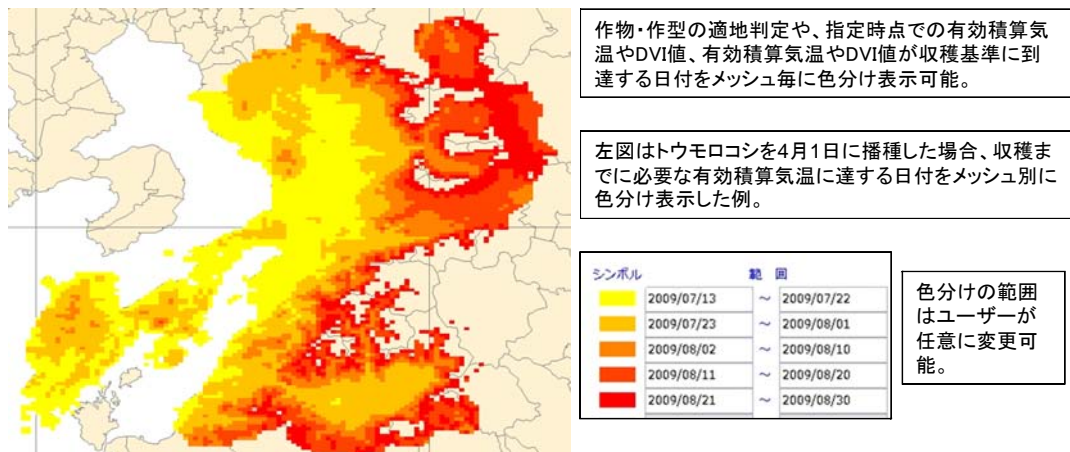 作物・作型の適地判定や、指定時点での有効積算気
温やDVI値、有効積算気温やDVI値が収穫基準に到
達する日付をメッシュ毎に色分け表示可能。
左図はトウモロコシを4月1日に播種した場合、収穫ま
でに必要な有効積算気温に達する日付をメッシュ別に
色分け表示した例。
シンボル 範 囲
2009/07/13 ～ 2009/07/22
2009/07/23 ～ 2009/08/01
2009/08/02 ～ 2009/08/10
2009/08/11 ～ 2009/08/20
2009/08/21 ～ 2009/08/30
色分けの範囲
はユーザーが
任意に変更可
能。